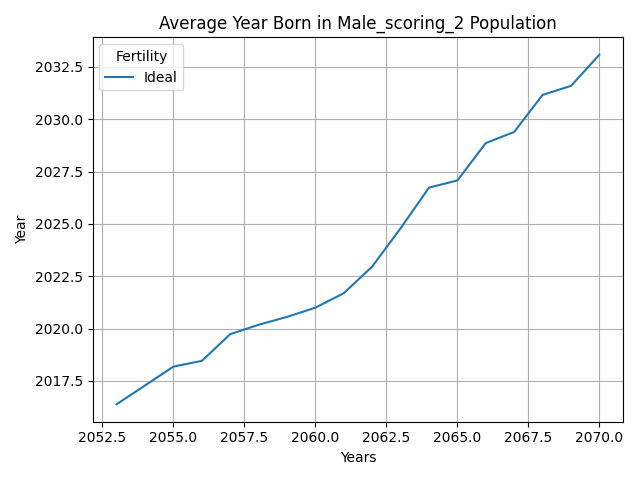 Average Year Born in Male_scoring_2 Population
Fertility
Ideal
2032.5
2030.0
2027.5
2025.0
2022.5
2020.0
2017.5
Year
2052.5 2055.0 2057.5 2060.0 2062.5 2065.0 2067.5 2070.0
Years